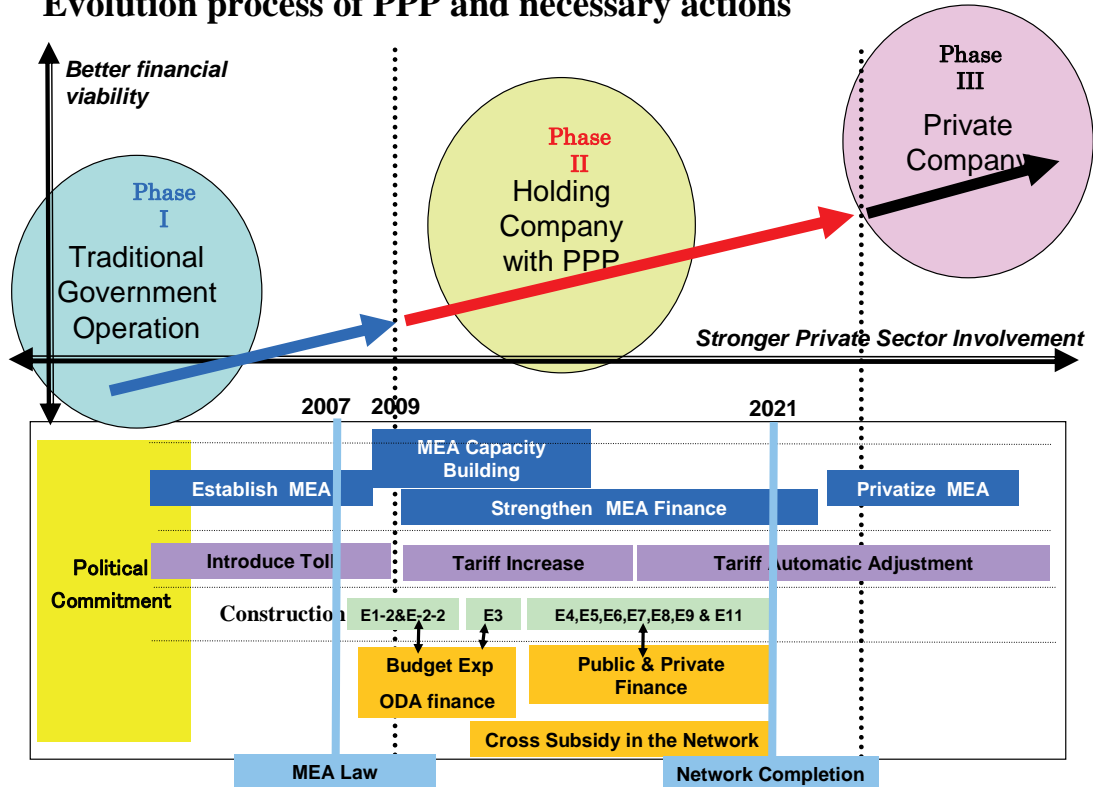 Evolution process of PPP and necessary actions
Better financial
viability
Phase
I
Traditional
Government
Operation
Phase
II
Holding
Company
with PPP
Phase
III
Private
Company
Stronger Private Sector Involvement
2007
2009
2021
Political
Commitment
MEA Capacity
Building
Establish MEA
Strengthen MEA Finance
Privatize MEA
Introduce Toll
Tariff Increase
Tariff Automatic Adjustment
Construction
E1-2&E-2-2
E3
E4,E5,E6,E7,E8,E9 & E11
Budget Exp
ODA finance
Public & Private
Finance
Cross Subsidy in the Network
MEA Law
Network Completion